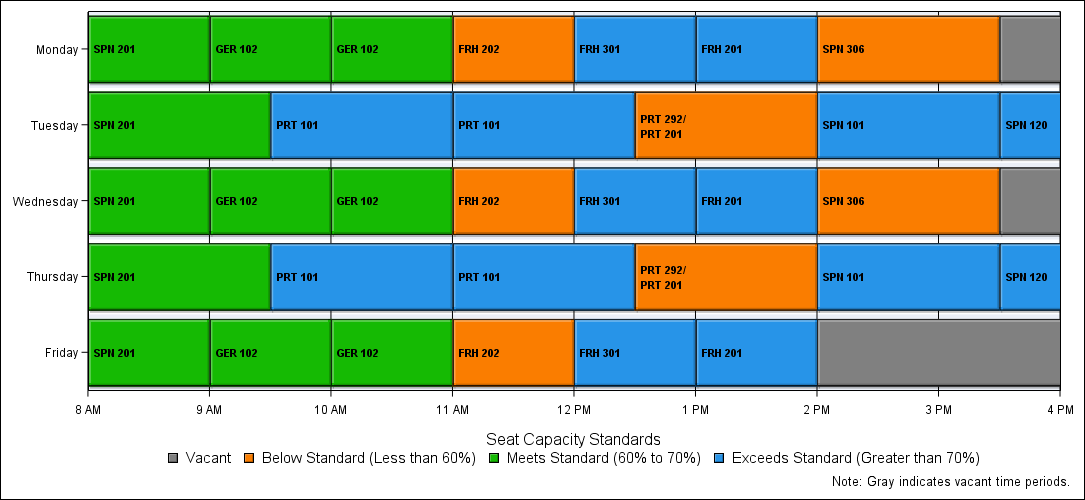 Monday
SPN 201 GER 102 GER 102 FRH 202 FRH 301 FRH 201 SPN 306
Tuesday
SPN 201 PRT 101 PRT 101 PRT 292/ SPN 101 SPN 120
PRT 201
Wednesday
SPN 201 GER 102 GER 102 FRH 202 FRH 301 FRH 201 SPN 306
Thursday
SPN 201 PRT 101 PRT 101 PRT 292/ SPN 101 SPN 120
PRT 201
Friday
SPN 201 GER 102 GER 102 FRH 202 FRH 301 FRH 201
8 AM 9 AM 10 AM 11 AM 12 PM 1 PM 2 PM 3 PM 4 PM
Seat Capacity Standards
Vacant Below Standard (Less than 60%) Meets Standard (60% to 70%) Exceeds Standard (Greater than 70%)
Note: Gray indicates vacant time periods.